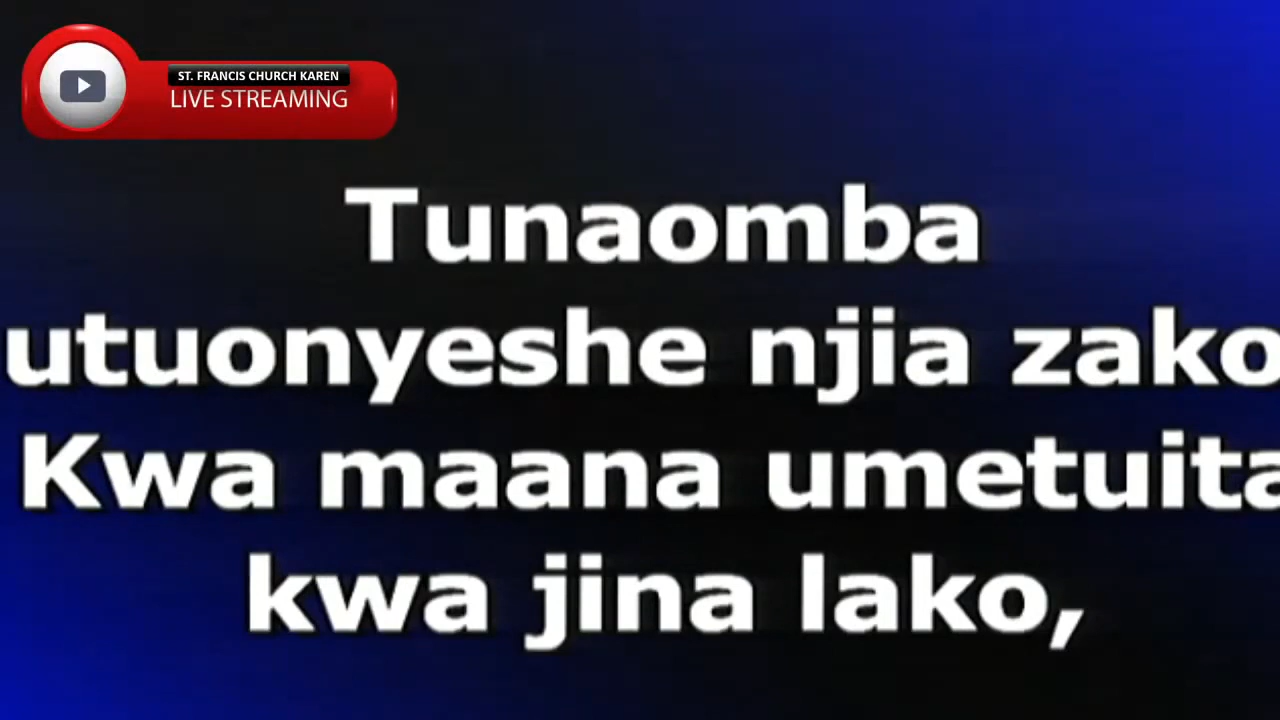 ST. FRANCIS CHURCH KAREN
LIVE STREAMING
Tunaomba
utuonyeshe njia zako
Kwa maana umetuita
kwa jina lako,